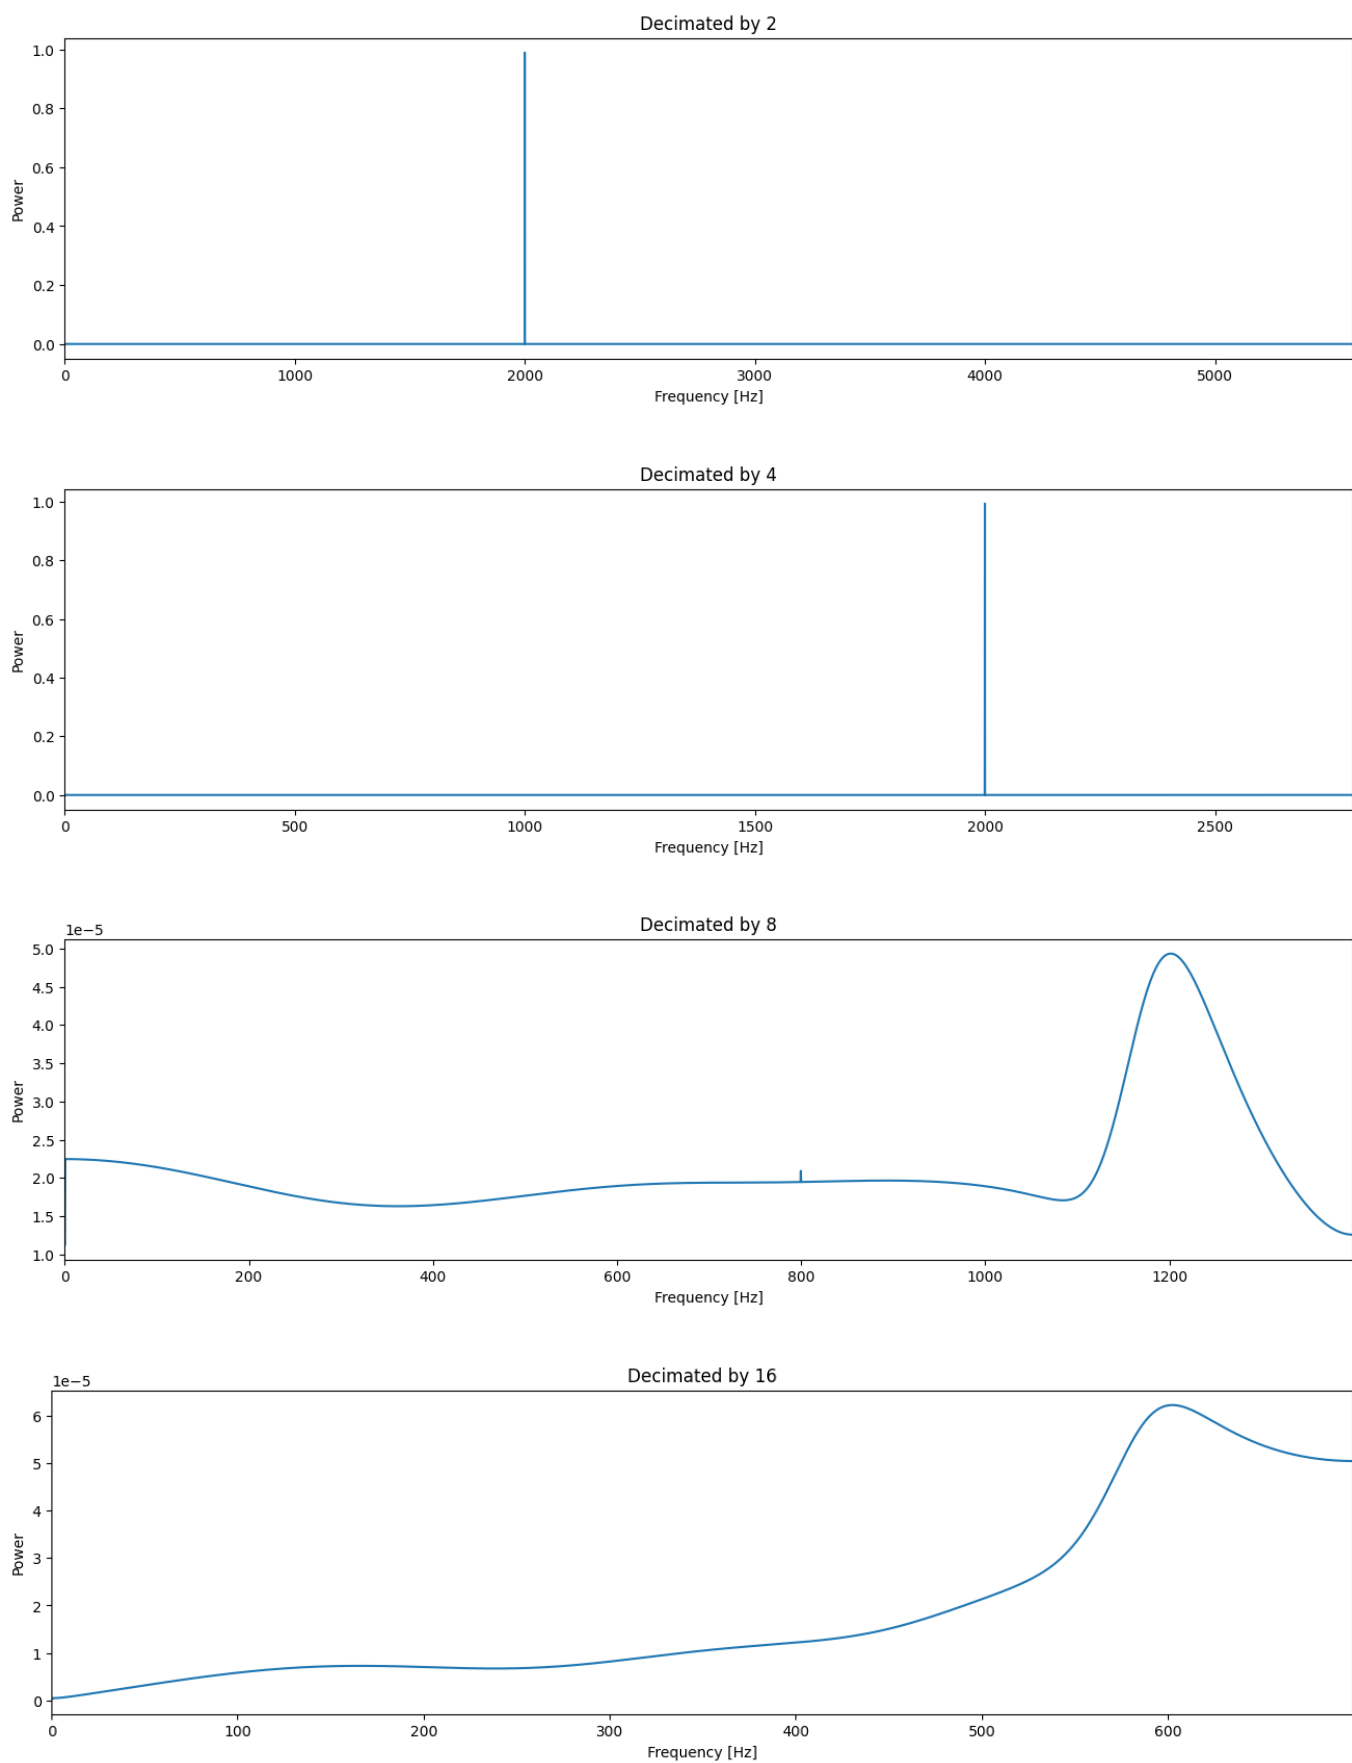 Decimated by 2
1.0
0.8
0.6
0.4
0.2
0.0
Power
0 1000 2000 3000 4000 5000
Frequency [Hz]
Decimated by 4
1.0
0.8
0.6
0.4
0.2
0.0
Power
0 500 1000 1500 2000 2500
Frequency [Hz]
Decimated by 8
1e−5
5.0
4.5
4.0
3.5
3.0
2.5
2.0
1.5
1.0
Power
0 200 400 600 800 1000 1200
Frequency [Hz]
Decimated by 16
1e−5
6
5
4
3
2
1
0
Power
0 100 200 300 400 500 600
Frequency [Hz]